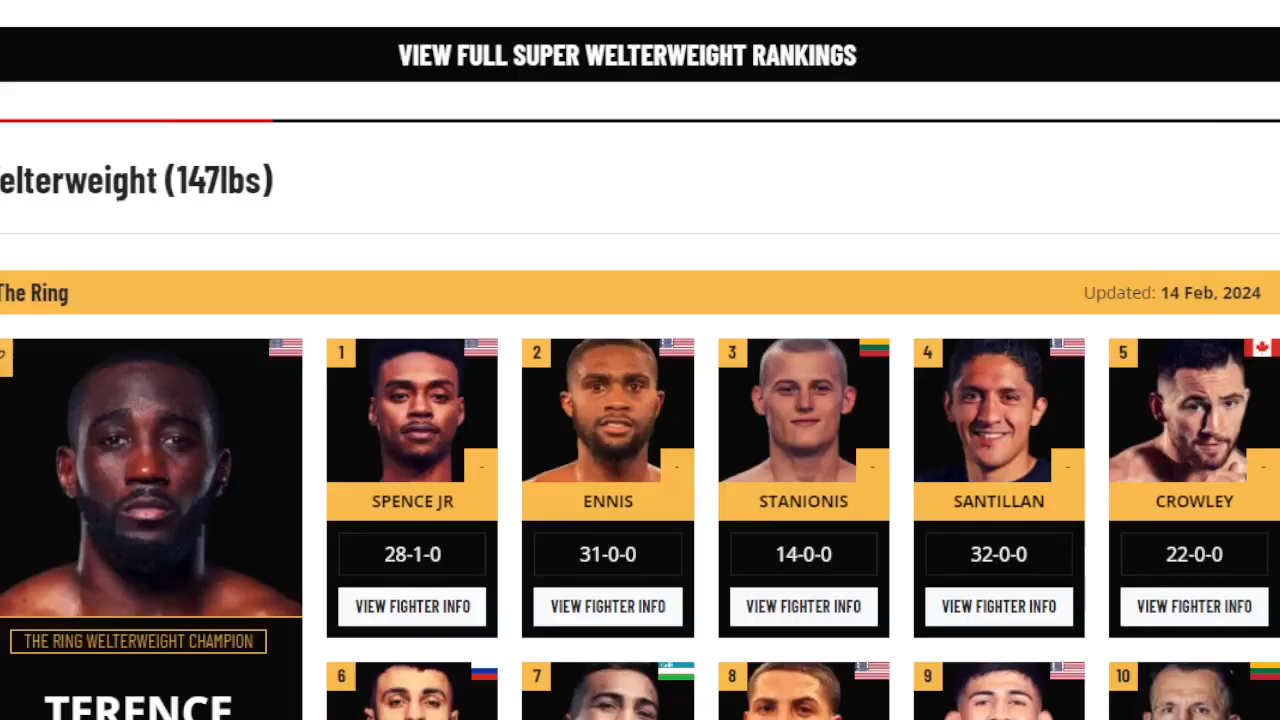 VIEW FULL SUPER WELTERWEIGHT RANKINGS
elterweight (147lbs)
The Ring
Updated: 14 Feb, 2024
1
2
3
4
5
-
-
-
-
-
SPENCE JR
ENNIS
STANIONIS
SANTILLAN
CROWLEY
28-1-0
31-0-0
14-0-0
32-0-0
22-0-0
VIEW FIGHTER INFO
VIEW FIGHTER INFO
VIEW FIGHTER INFO
VIEW FIGHTER INFO
VIEW FIGHTER INFO
THE RING WELTERWEIGHT CHAMPION
TERENCE
6
7
8
9
10